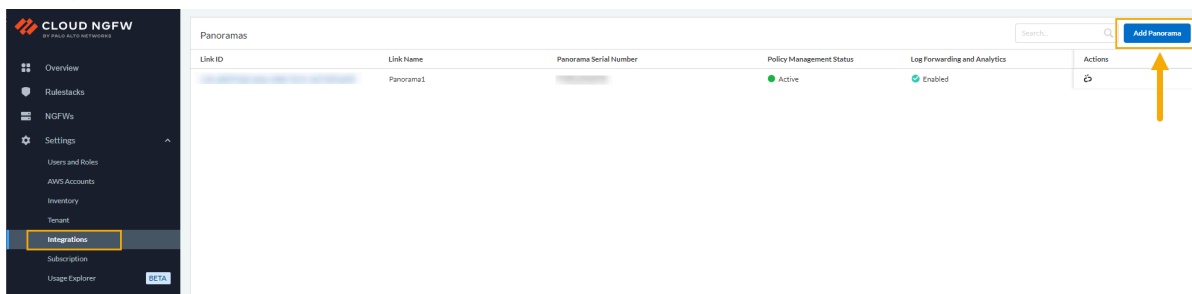 CLOUD NGFW
BY PALO ALTO NETWORKS
Overview
Rulestacks
NGFWs
Settings
Users and Roles
AWS Accounts
Inventory
Tenant
Integrations
Subscription
Usage Explorer BETA
Panoramas
Search...
Add Panorama
Link ID Link Name Panorama Serial Number Policy Management Status Log Forwarding and Analytics Actions
Panorama1 Active Enabled